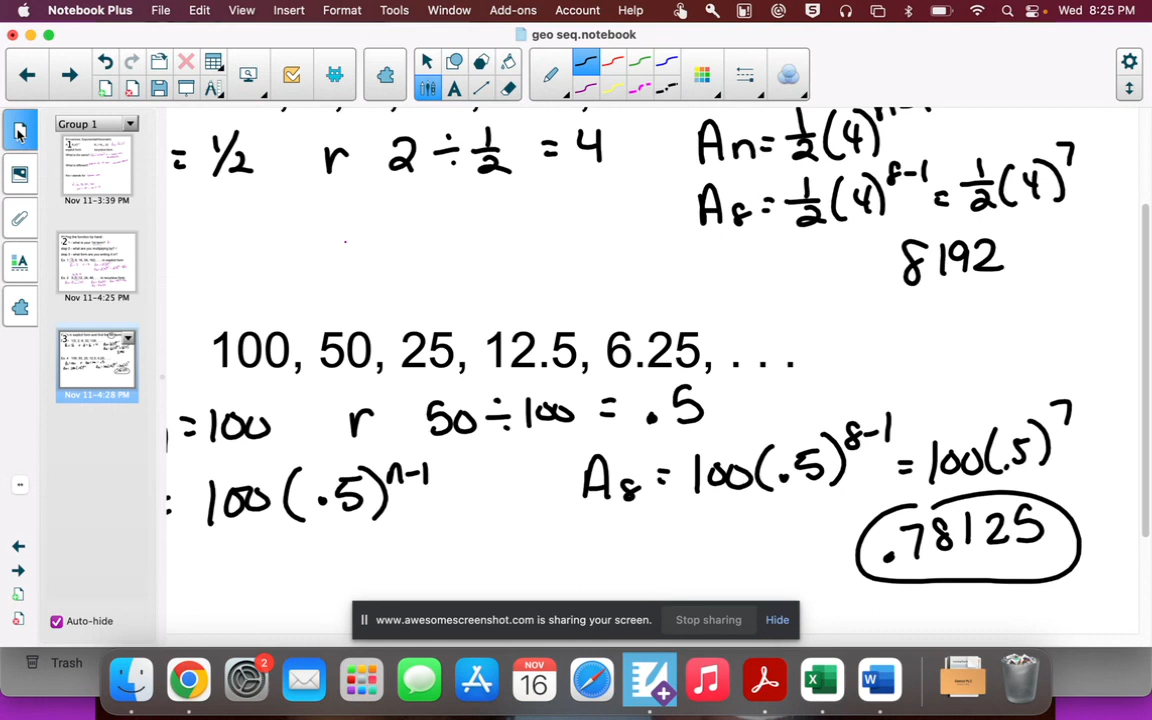 Notebook Plus File Edit View Insert Format Tools Window Add-ons Account Help Wed 8:25 PM
geo seq.notebook
Group 1
Nov 11–3:39 PM
Nov 11–4:25 PM
Nov 11–4:28 PM
= 1/2 r 2 ÷ 1/2 = 4
An = 1/2 (4)^n-1
A8 = 1/2 (4)^8-1 = 1/2 (4)^7
8192
100, 50, 25, 12.5, 6.25, . . .
= 100 r 50 ÷ 100 = .5
= 100 (.5)^n-1
A8 = 100(.5)^8-1 = 100(.5)^7
.78125
Auto-hide
www.awesomescreenshot.com is sharing your screen. Stop sharing Hide
Trash
2
NOV
16